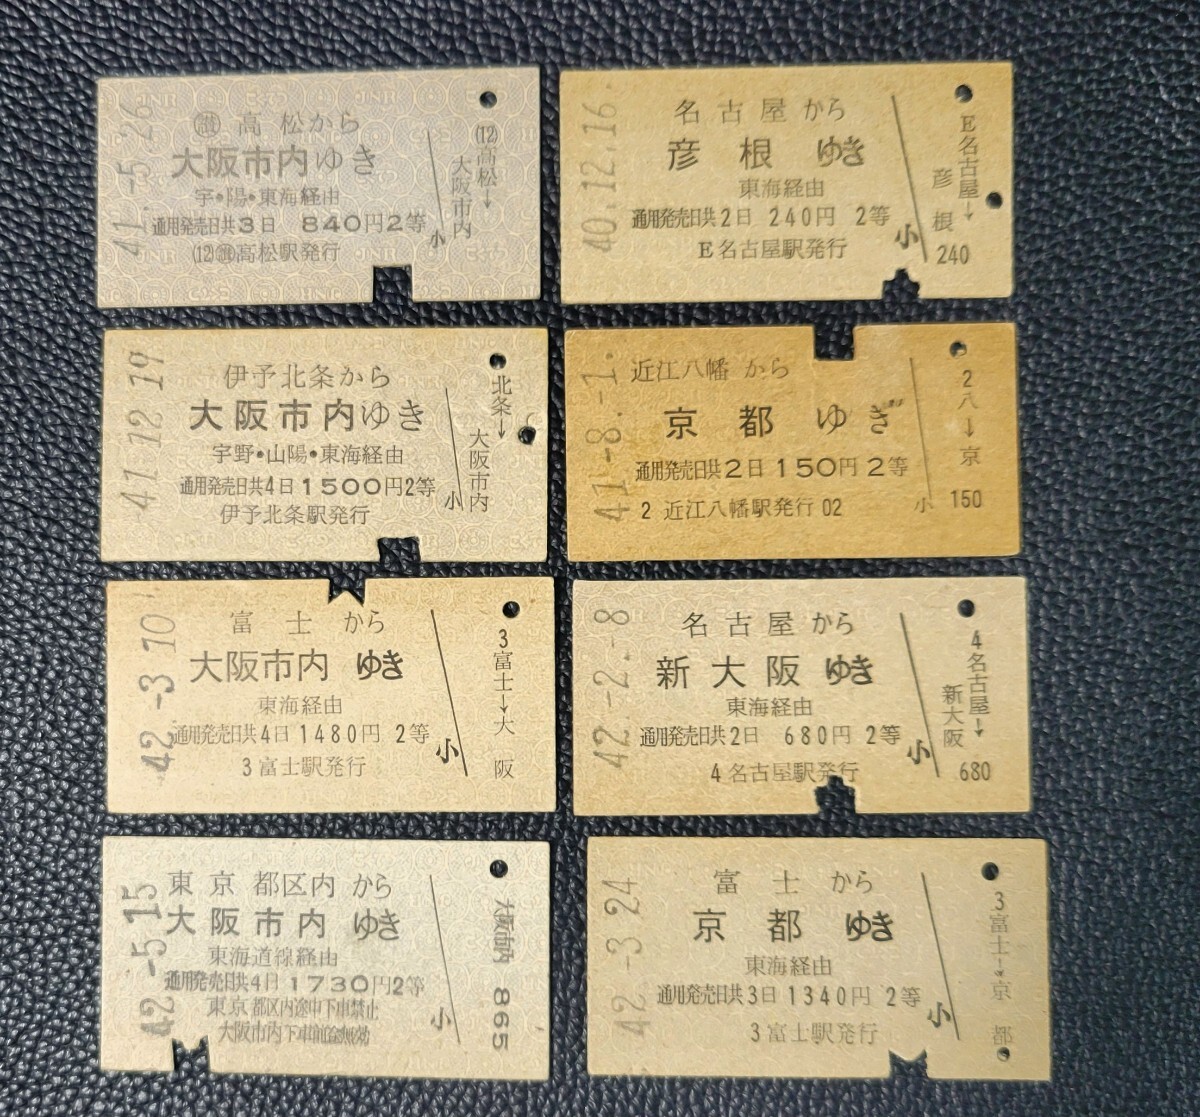 41.-5.26
㊢高松から
大阪市内ゆき
宇・陽・東海経由
通用発売日共3日 840円2等
(12)㊢高松駅発行
小
(12)高松→
大阪市内
40.12.16.
名古屋から
彦根 ゆき
東海経由
通用発売日共2日 240円 2等
E名古屋駅発行
小
E名古屋→
彦根
240
41.12.19
伊予北条から
大阪市内ゆき
宇野・山陽・東海経由
通用発売日共4日1500円2等
伊予北条駅発行
小
北条→
大阪市内
41.-8.-1.
近江八幡 から
京都ゆき
通用発売日共2日150円2等
2 近江八幡駅発行 02
小
2八→京
150
42.-3.10
富士から
大阪市内 ゆき
東海経由
通用発売日共4日1480円 2等
3富士駅発行
小
3富士→大阪
42.-2.-8
名古屋から
新大阪 ゆき
東海経由
通用発売日共2日 680円 2等
4名古屋駅発行
小
4名古屋→
新大阪
680
42.-5.15
東京都区内から
大阪市内 ゆき
東海道線経由
通用発売日共4日1730円2等
東京都区内途中下車禁止
大阪市内下車前途無効
小
大阪市内 865
42.-3.24
富士から
京都 ゆき
東海経由
通用発売日共3日1340円 2等
3富士駅発行
小
3富士→京都